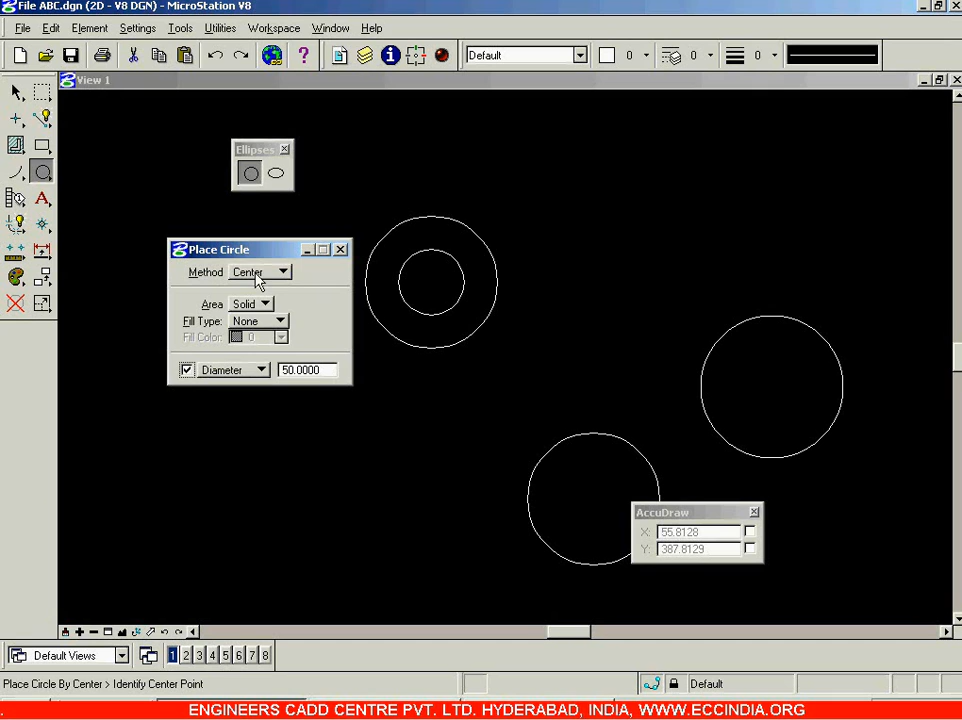 File ABC.dgn (2D - V8 DGN) - MicroStation V8
File Edit Element Settings Tools Utilities Workspace Window Help
Default 0 0 0
View 1
Ellipses
Place Circle
Method Center
Area Solid
Fill Type: None
Fill Color: 0
Diameter 50.0000
AccuDraw
X: 55.8128
Y: 387.8129
Default Views 1 2 3 4 5 6 7 8
Place Circle By Center > Identify Center Point Default
ENGINEERS CADD CENTRE PVT. LTD. HYDERABAD, INDIA, WWW.ECCINDIA.ORG